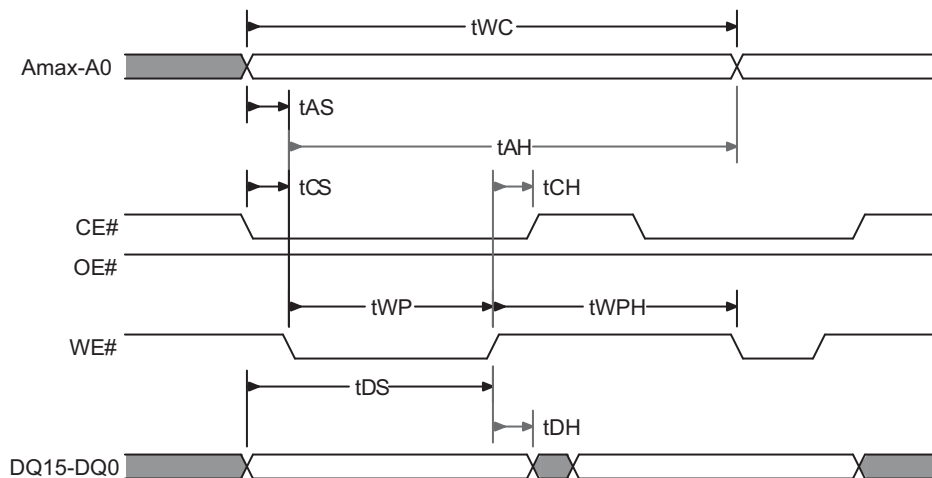 tWC
Amax-A0
tAS
tAH
tCS
tCH
CE#
OE#
tWP
tWPH
WE#
tDS
tDH
DQ15-DQ0